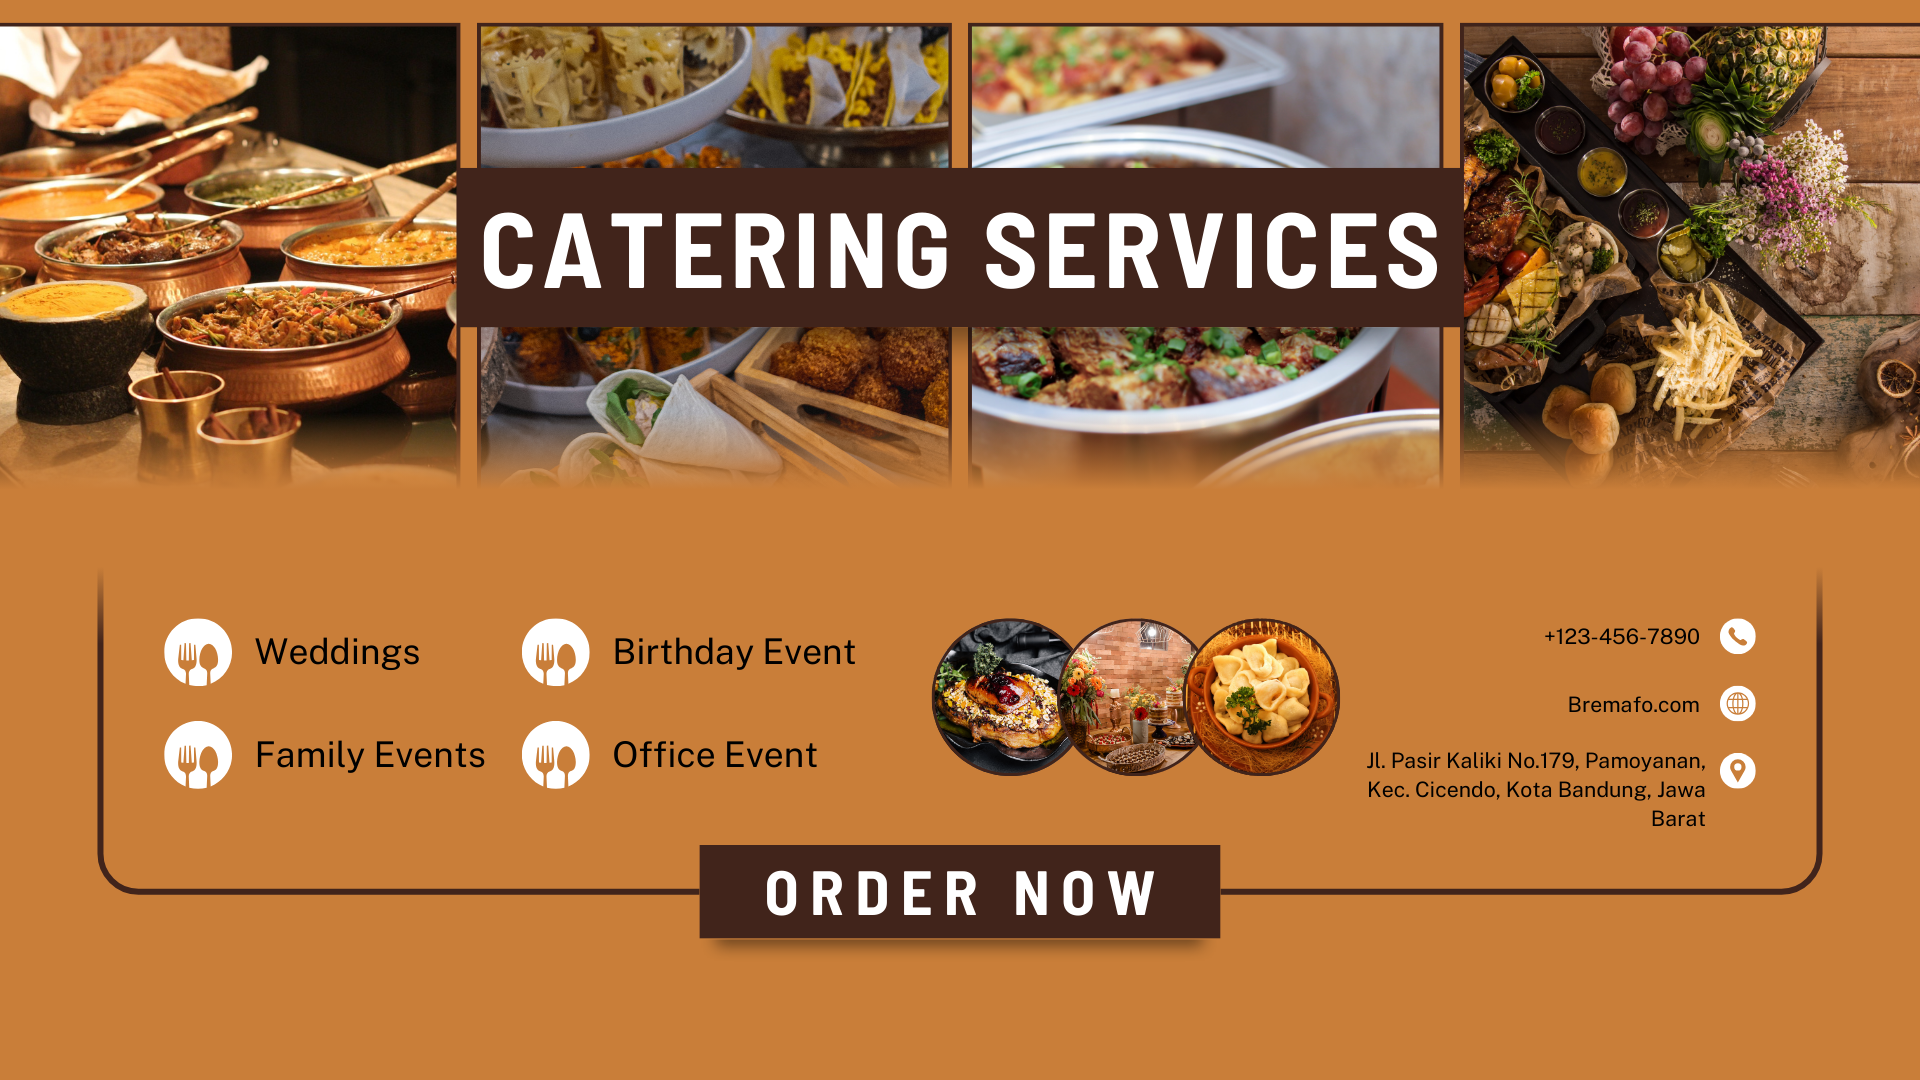 CATERING SERVICES
Weddings
Birthday Event
Family Events
Office Event
+123-456-7890
Bremafo.com
Jl. Pasir Kaliki No.179, Pamoyanan,
Kec. Cicendo, Kota Bandung, Jawa
Barat
ORDER NOW